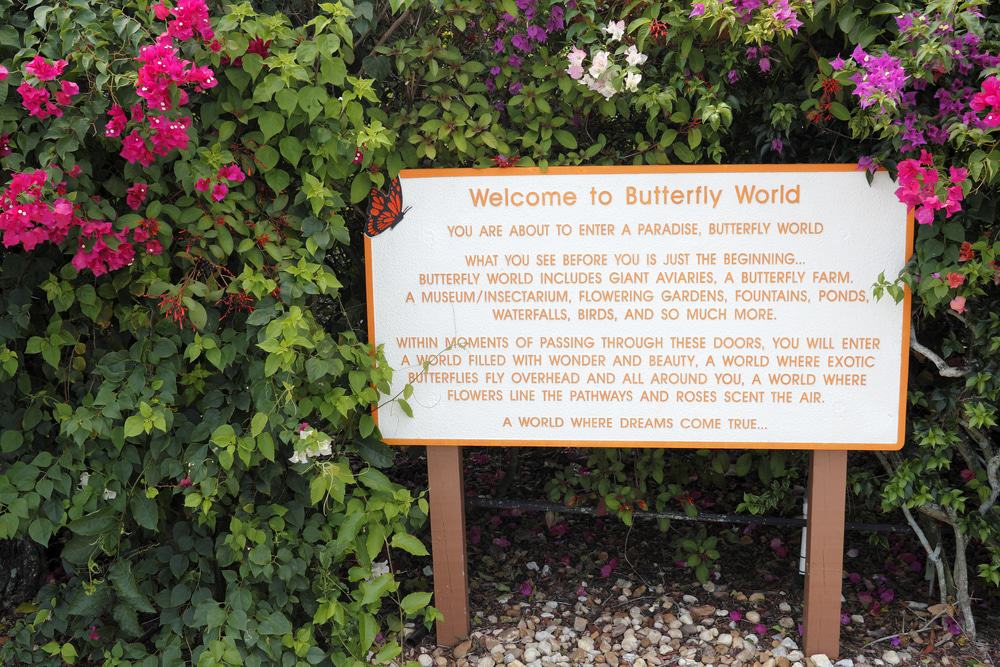 Welcome to Butterfly World
YOU ARE ABOUT TO ENTER A PARADISE, BUTTERFLY WORLD
WHAT YOU SEE BEFORE YOU IS JUST THE BEGINNING...
BUTTERFLY WORLD INCLUDES GIANT AVIARIES, A BUTTERFLY FARM.
A MUSEUM/INSECTARIUM, FLOWERING GARDENS, FOUNTAINS, PONDS,
WATERFALLS, BIRDS, AND SO MUCH MORE.
WITHIN MOMENTS OF PASSING THROUGH THESE DOORS, YOU WILL ENTER
A WORLD FILLED WITH WONDER AND BEAUTY, A WORLD WHERE EXOTIC
BUTTERFLIES FLY OVERHEAD AND ALL AROUND YOU, A WORLD WHERE
FLOWERS LINE THE PATHWAYS AND ROSES SCENT THE AIR.
A WORLD WHERE DREAMS COME TRUE...